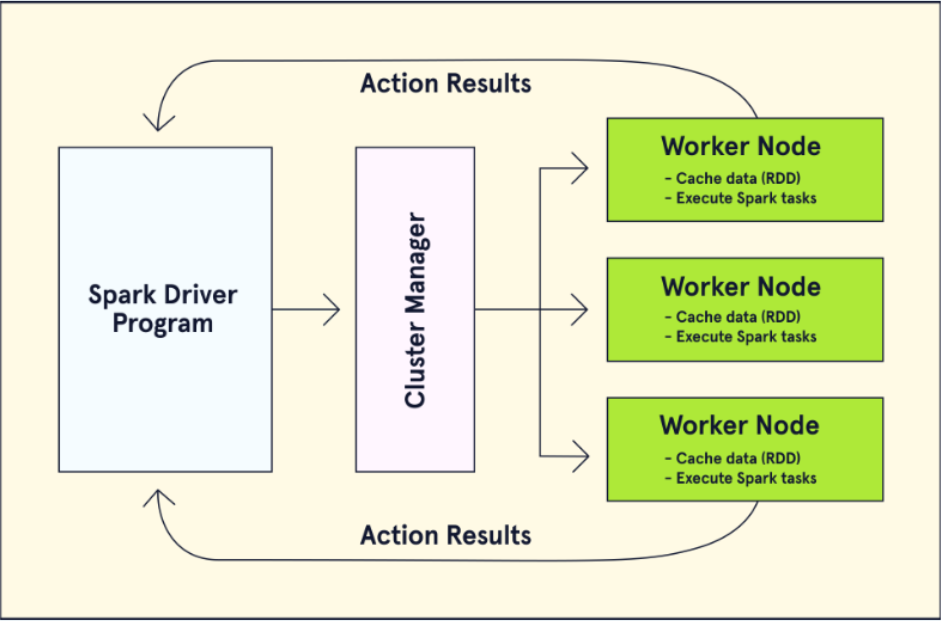 Action Results
Spark Driver
Program
Cluster Manager
Worker Node
- Cache data (RDD)
- Execute Spark tasks
Worker Node
- Cache data (RDD)
- Execute Spark tasks
Worker Node
- Cache data (RDD)
- Execute Spark tasks
Action Results